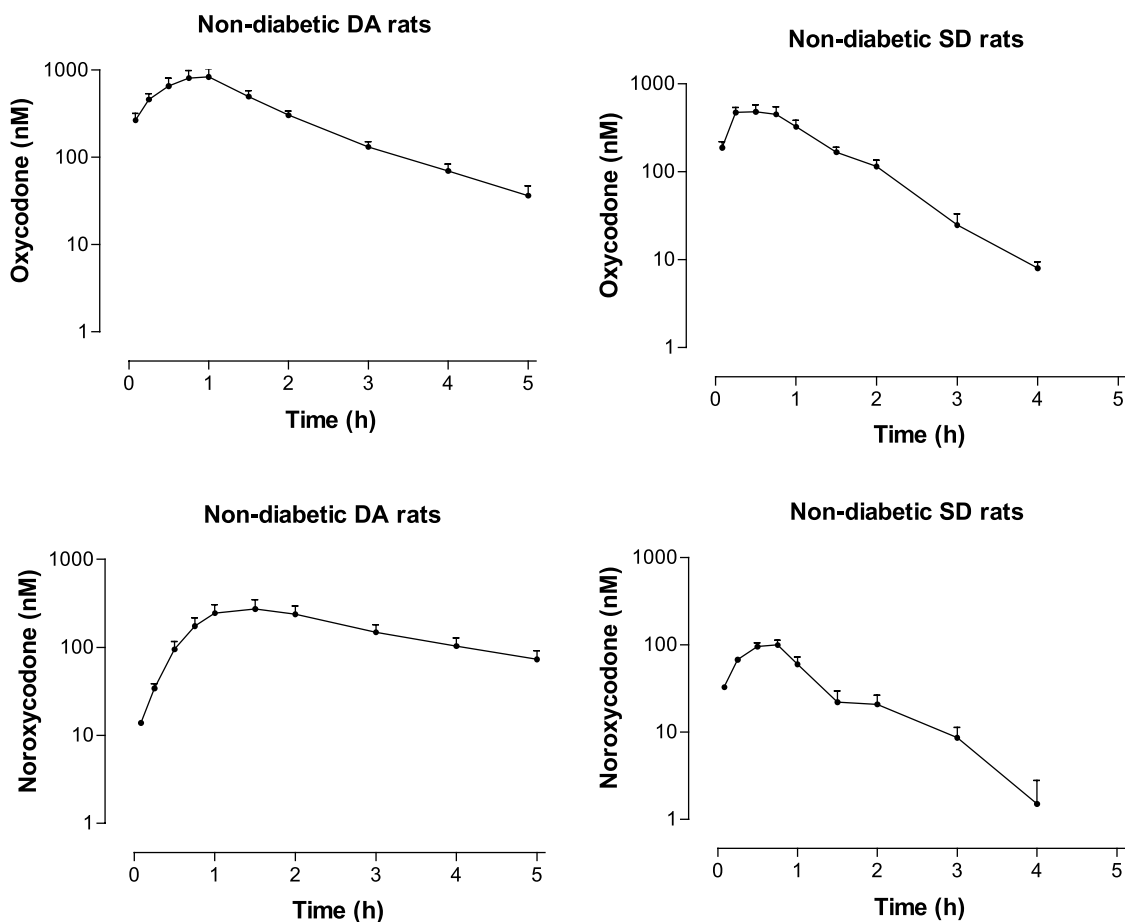 Non-diabetic DA rats
Oxycodone (nM)
1000
100
10
1
0 1 2 3 4 5
Time (h)
Non-diabetic SD rats
Oxycodone (nM)
1000
100
10
1
0 1 2 3 4 5
Time (h)
Non-diabetic DA rats
Noroxycodone (nM)
1000
100
10
1
0 1 2 3 4 5
Time (h)
Non-diabetic SD rats
Noroxycodone (nM)
1000
100
10
1
0 1 2 3 4 5
Time (h)